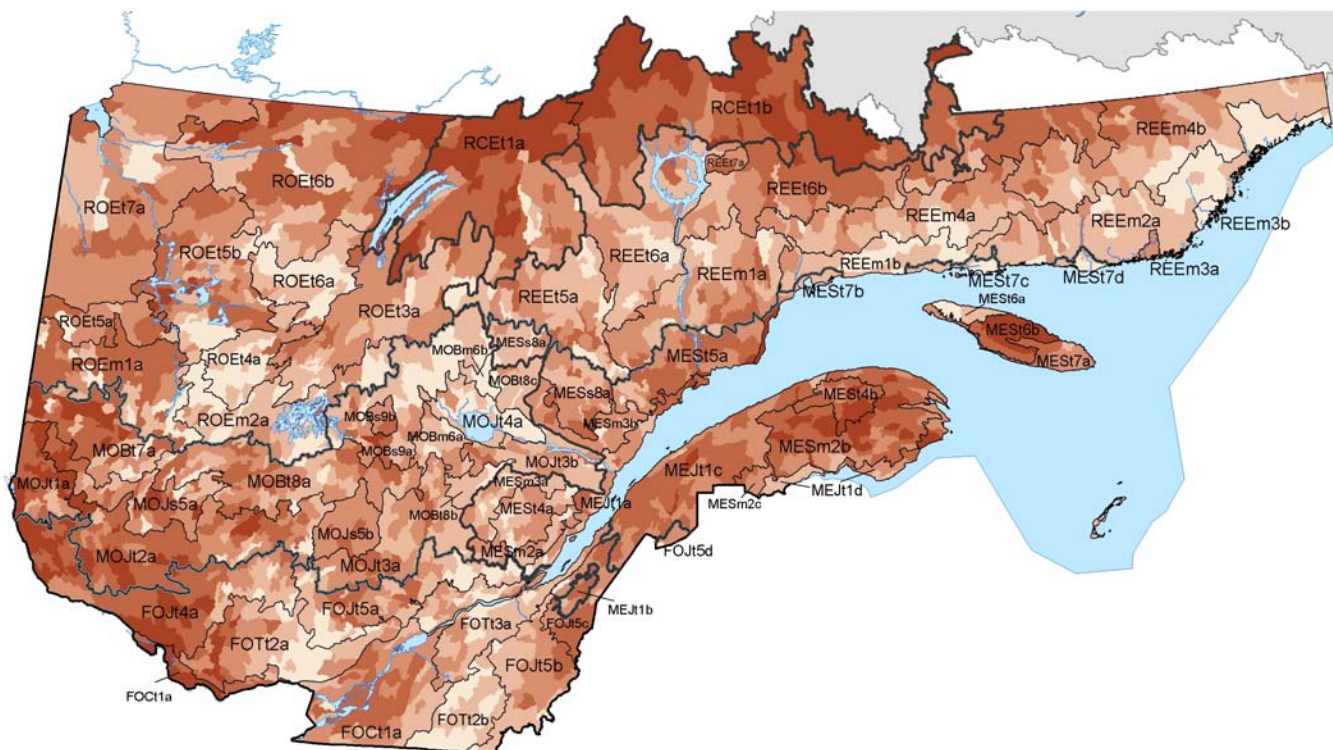 RCEt1b
REEm4b
RCEt1a
REEt7a
ROEt6b
REEt6b
ROEt7a
REEm4a
REEm2a
REEm3b
ROEt5b
REEt6a
REEm1a
REEm1b
REEm3a
ROEt6a
MESt7c
MESt7d
MESt7b
REEt5a
MESt6a
ROEt3a
ROEt5a
MESt6b
MESs8a
ROEm1a
ROEt4a
MOBm6b
MESt5a
MESt7a
MOBt8c
MESs8a
MESt4b
MOBs9b
MOJt4a
ROEm2a
MESm3b
MOBm6a
MESm2b
MOBt7a
MOBs9a
MOJt3b
MEJt1c
MOBt8a
MESm3a
MOJt1a
MEJt1d
MEJt1a
MESm2c
MOJs5a
MESt4a
MOBt8b
MOJs5b
MESm2a
FOJt5d
MOJt2a
MOJt3a
FOJt4a
FOJt5a
MEJt1b
FOTt3a
FOJt5c
FOTt2a
FOJt5b
FOCt1a
FOTt2b
FOCt1a